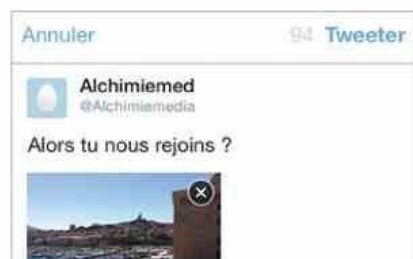 Annuler 94 Tweeter
Alchimiemed
@Alchimiemedia
Alors tu nous rejoins ?